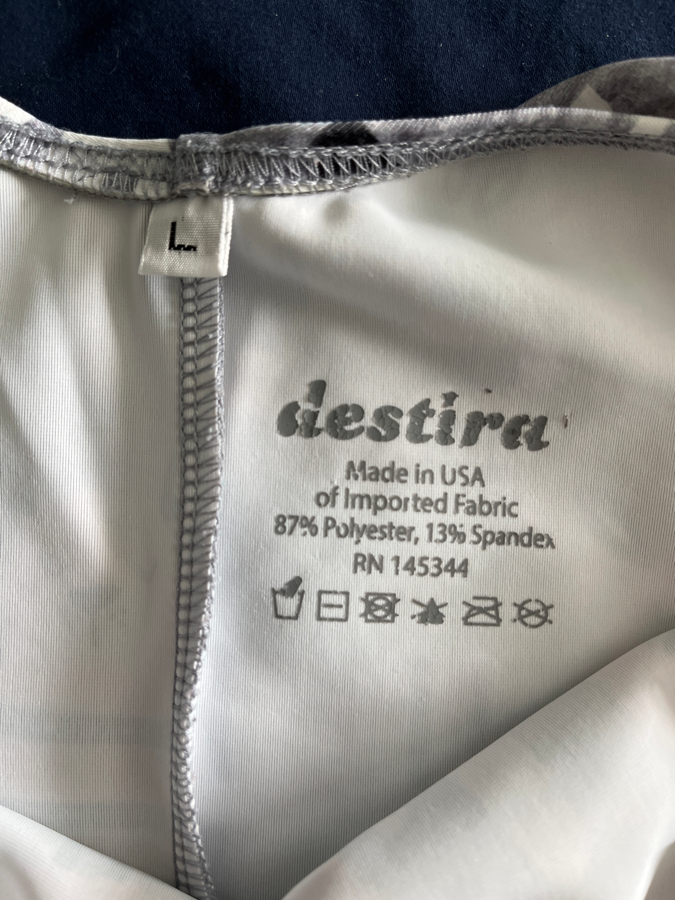 L
destira
Made in USA
of Imported Fabric
87% Polyester, 13% Spandex
RN 145344